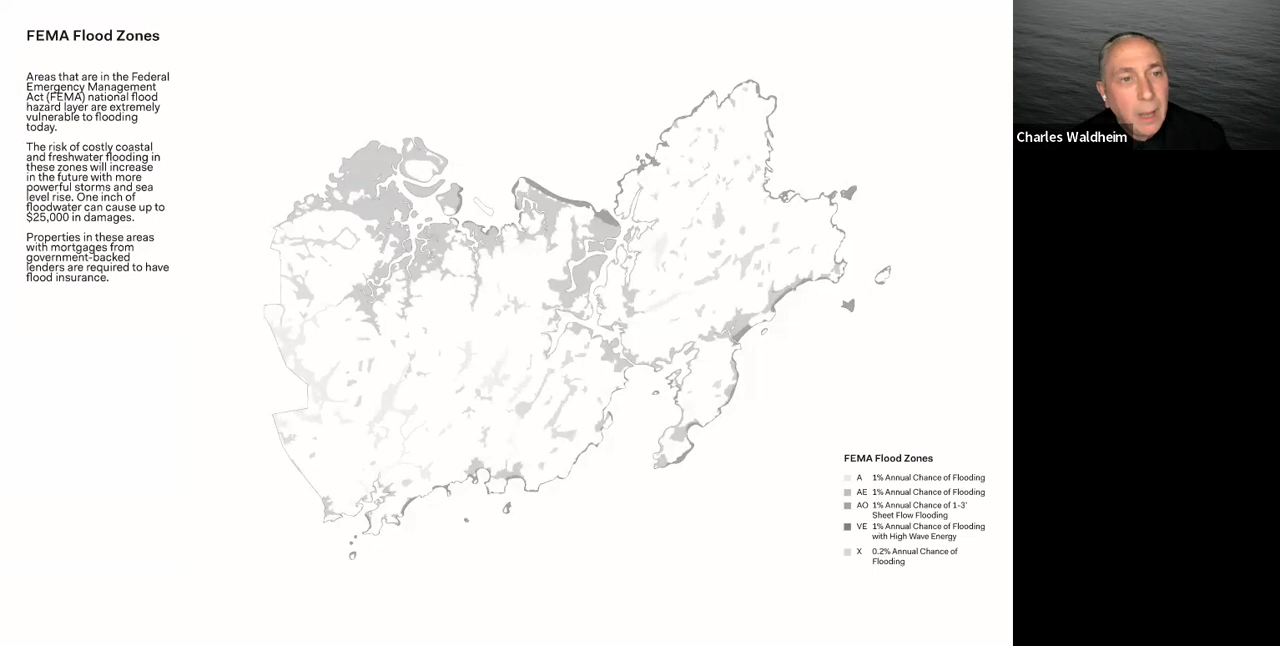 FEMA Flood Zones
Areas that are in the Federal
Emergency Management
Act (FEMA) national flood
hazard layer are extremely
vulnerable to flooding
today.
The risk of costly coastal
and freshwater flooding in
these zones will increase
in the future with more
powerful storms and sea
level rise. One inch of
floodwater can cause up to
$25,000 in damages.
Properties in these areas
with mortgages from
government-backed
lenders are required to have
flood insurance.
FEMA Flood Zones
A 1% Annual Chance of Flooding
AE 1% Annual Chance of Flooding
AO 1% Annual Chance of 1-3'
Sheet Flow Flooding
VE 1% Annual Chance of Flooding
with High Wave Energy
X 0.2% Annual Chance of
Flooding
Charles Waldheim